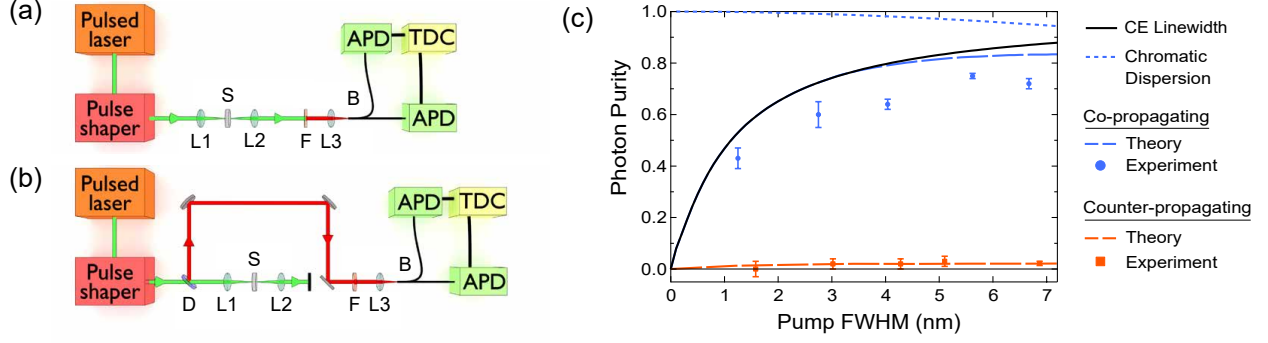 (a)
Pulsed
laser
APD
TDC
Pulse
shaper
S
L1
L2
F
L3
B
APD
(b)
Pulsed
laser
APD
TDC
Pulse
shaper
S
D
L1
L2
F
L3
B
APD
(c)
Photon Purity
1.0
0.8
0.6
0.4
0.2
0.0
0
1
2
3
4
5
6
7
Pump FWHM (nm)
CE Linewidth
Chromatic
Dispersion
Co-propagating
Theory
Experiment
Counter-propagating
Theory
Experiment